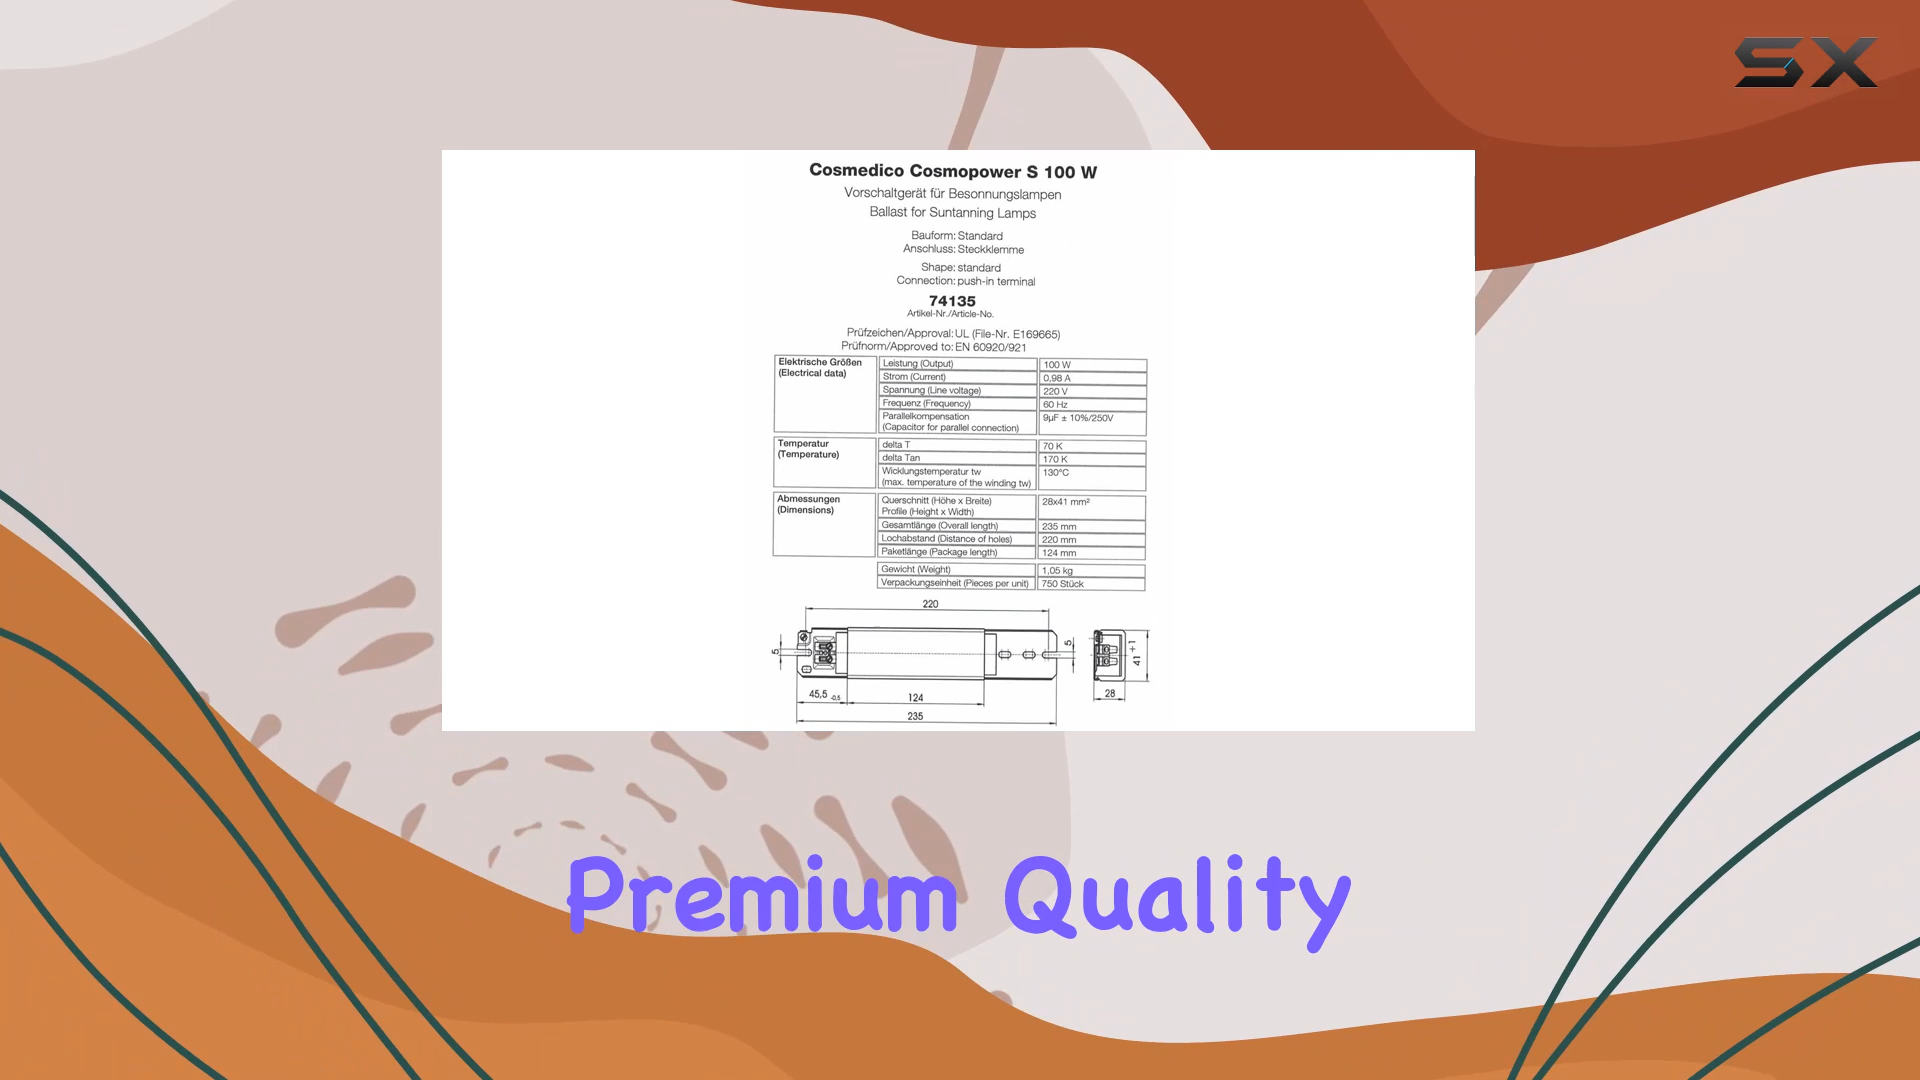 SX
Cosmedico Cosmopower S 100 W
Vorschaltgerät für Besonnungslampen
Ballast for Suntanning Lamps
Bauform: Standard
Anschluss: Steckklemme
Shape: standard
Connection: push-in terminal
74135
Artikel-Nr./Article-No.
Prüfzeichen/Approval: UL (File-Nr. E169665)
Prüfnorm/Approved to: EN 60920/921
Elektrische Größen
(Electrical data)
Leistung (Output) 100 W
Strom (Current) 0,98 A
Spannung (Line voltage) 220 V
Frequenz (Frequency) 60 Hz
Parallelkompensation
(Capacitor for parallel connection) 9µF ± 10%/250V
Temperatur
(Temperature)
delta T 70 K
delta Tan 170 K
Wicklungstemperatur tw
(max. temperature of the winding tw) 130°C
Abmessungen
(Dimensions)
Querschnitt (Höhe x Breite)
Profile (Height x Width) 28x41 mm²
Gesamtlänge (Overall length) 235 mm
Lochabstand (Distance of holes) 220 mm
Paketlänge (Package length) 124 mm
Gewicht (Weight) 1,05 kg
Verpackungseinheit (Pieces per unit) 750 Stück
220
5
5
41 +1
45,5 -0,5
124
28
235
Premium Quality